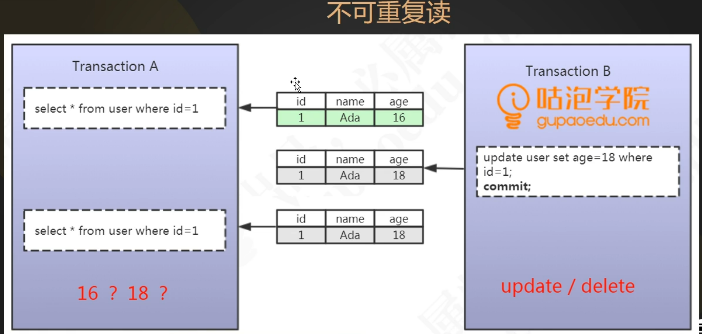 不可重复读
Transaction A
select * from user where id=1
id name age
1 Ada 16
id name age
1 Ada 18
select * from user where id=1
id name age
1 Ada 18
16 ？ 18 ？
Transaction B
咕泡学院
gupaoedu.com
update user set age=18 where
id=1;
commit;
update / delete